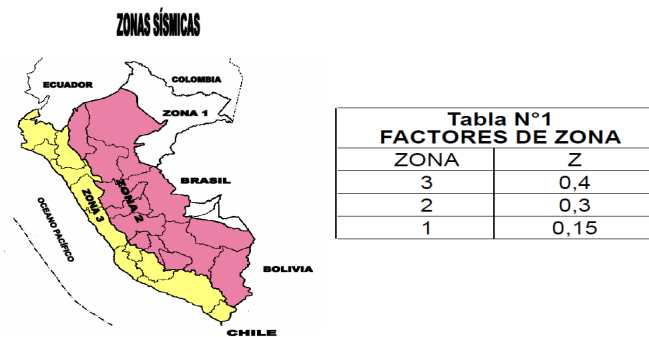 ZONAS SÍSMICAS
ECUADOR
COLOMBIA
ZONA 1
BRASIL
ZONA 2
ZONA 3
OCEANO PACÍFICO
BOLIVIA
CHILE
Tabla N°1
FACTORES DE ZONA
ZONA Z
3 0,4
2 0,3
1 0,15